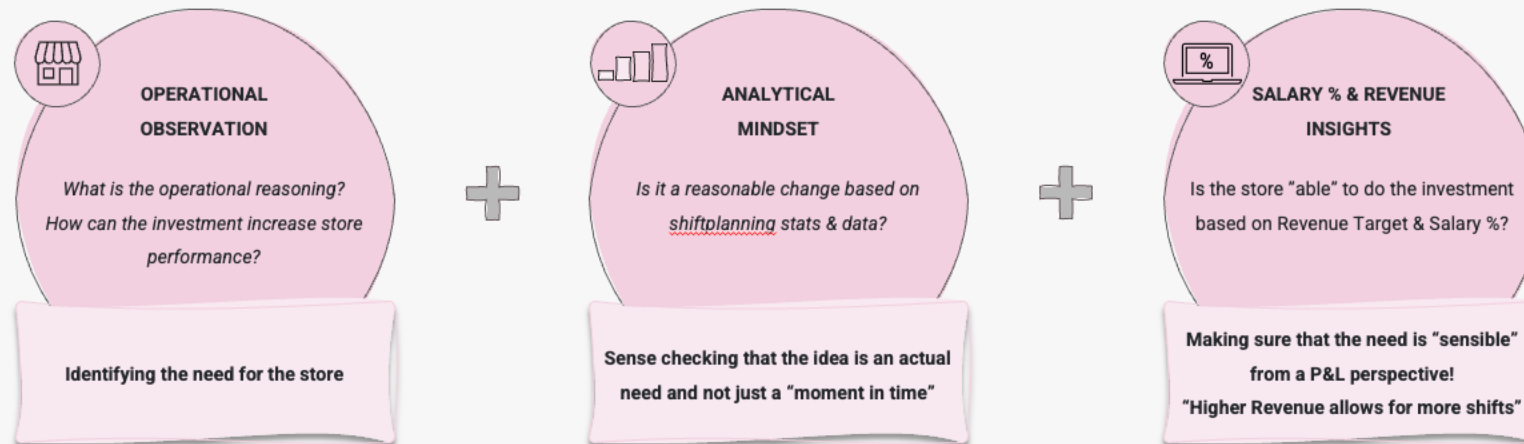 OPERATIONAL
OBSERVATION
What is the operational reasoning?
How can the investment increase store
performance?
Identifying the need for the store
ANALYTICAL
MINDSET
Is it a reasonable change based on
shiftplanning stats & data?
Sense checking that the idea is an actual
need and not just a “moment in time”
%
SALARY % & REVENUE
INSIGHTS
Is the store “able” to do the investment
based on Revenue Target & Salary %?
Making sure that the need is “sensible”
from a P&L perspective!
“Higher Revenue allows for more shifts”